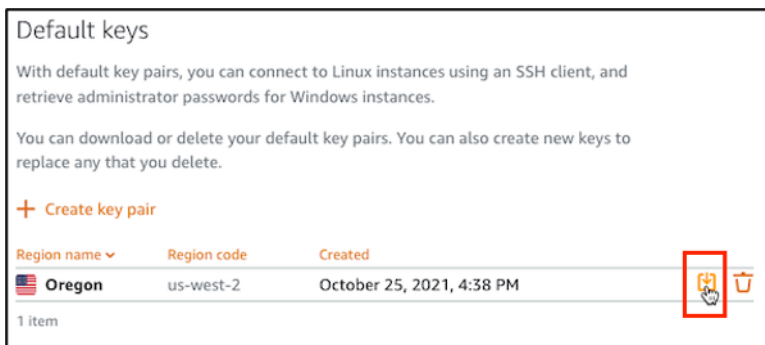 Default keys
With default key pairs, you can connect to Linux instances using an SSH client, and
retrieve administrator passwords for Windows instances.
You can download or delete your default key pairs. You can also create new keys to
replace any that you delete.
+ Create key pair
Region name Region code Created
Oregon us-west-2 October 25, 2021, 4:38 PM
1 item